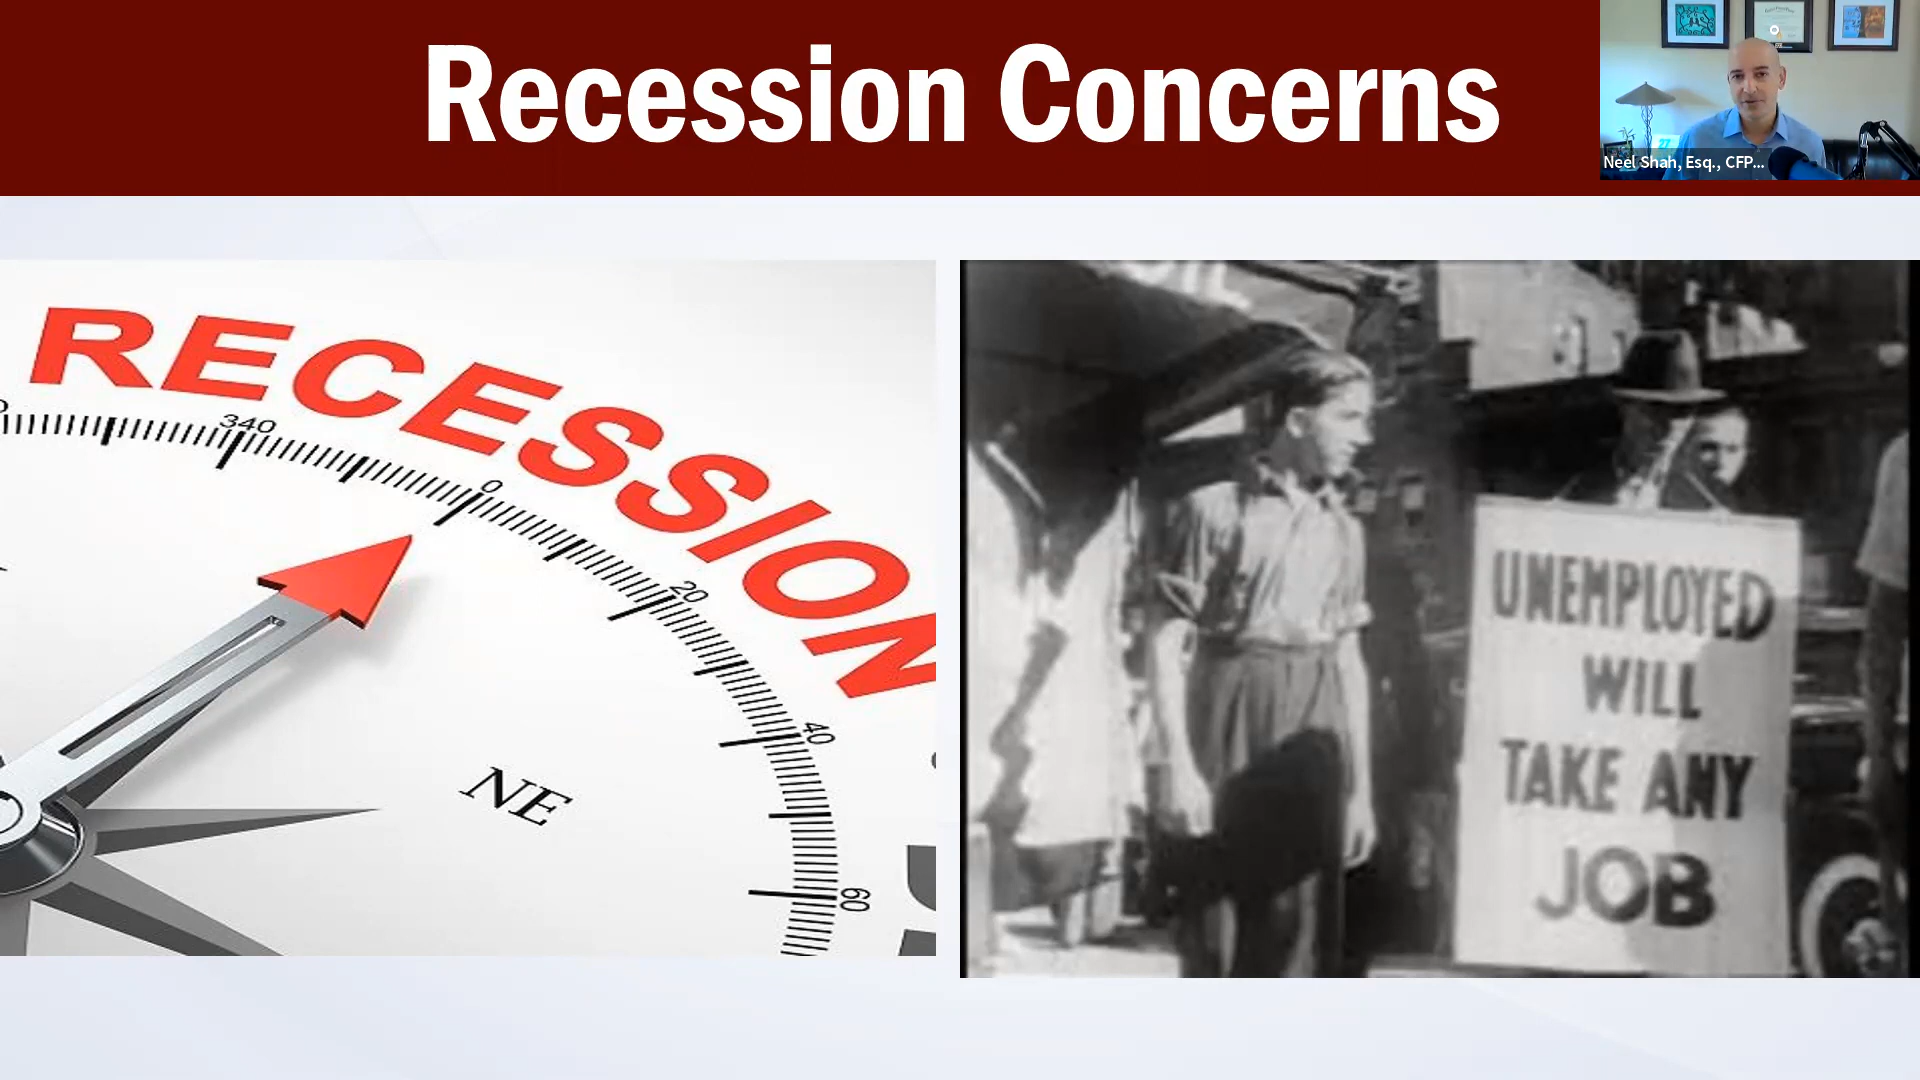 Recession Concerns
Neel Shah, Esq., CFP...
RECESSION
340
0
20
40
60
NE
UNEMPLOYED
WILL
TAKE ANY
JOB